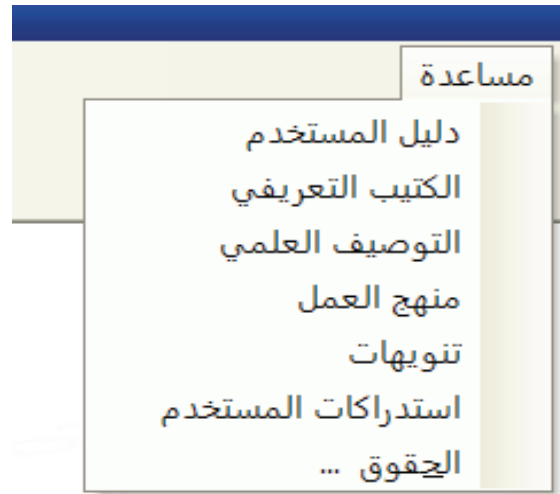 مساعدة
دليل المستخدم
الكتيب التعريفي
التوصيف العلمي
منهج العمل
تنويهات
استدراكات المستخدم
الحقوق ...